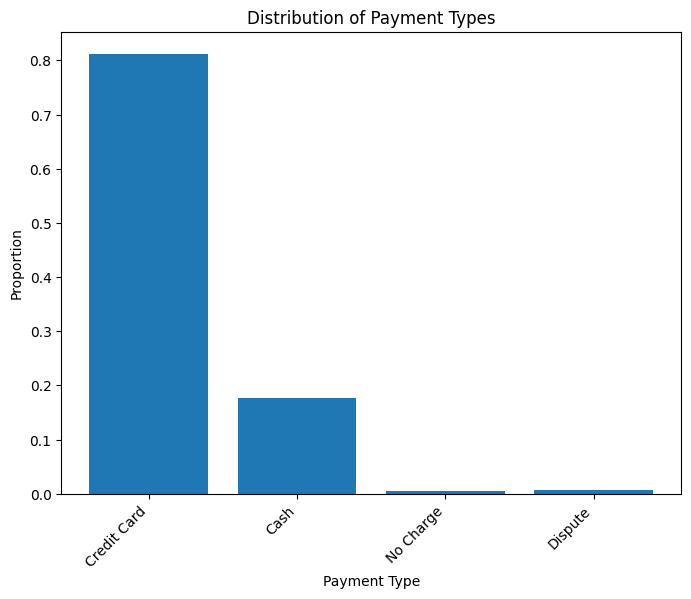 Distribution of Payment Types
Proportion
0.8
0.7
0.6
0.5
0.4
0.3
0.2
0.1
0.0
Credit Card
Cash
No Charge
Dispute
Payment Type